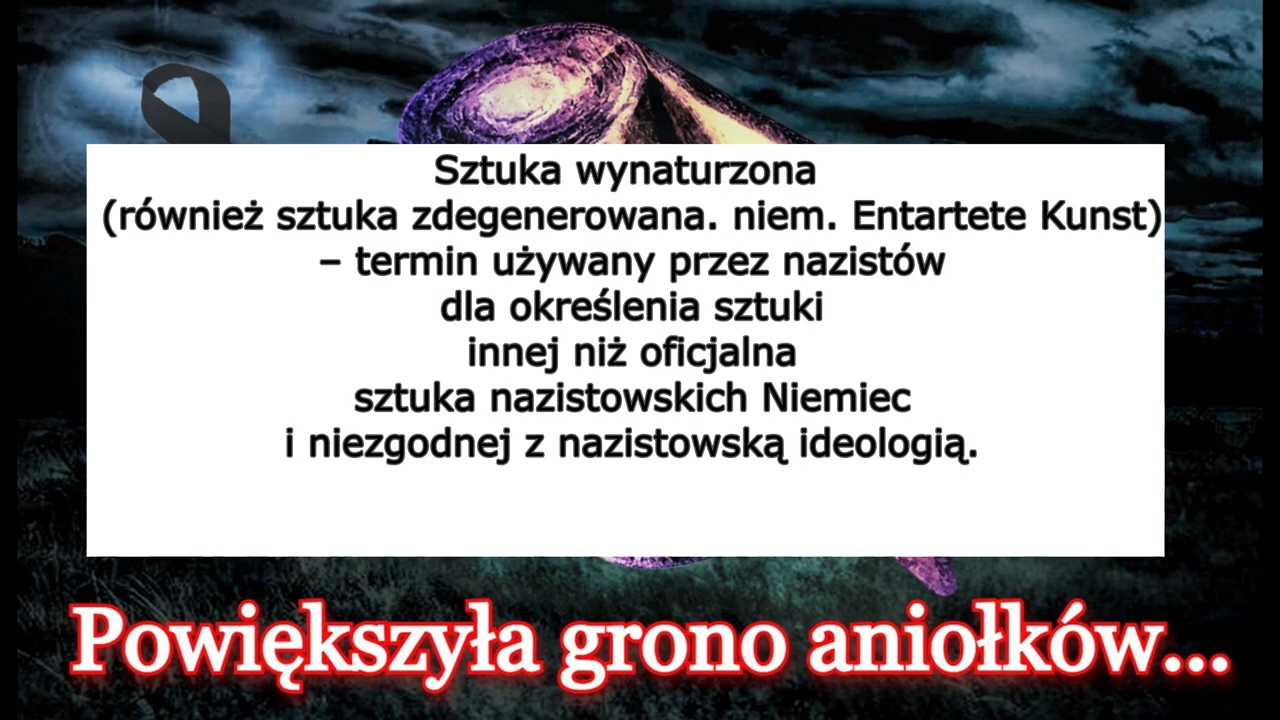 Sztuka wynaturzona
(również sztuka zdegenerowana. niem. Entartete Kunst)
– termin używany przez nazistów
dla określenia sztuki
innej niż oficjalna
sztuka nazistowskich Niemiec
i niezgodnej z nazistowską ideologią.
Powiększyła grono aniołków...